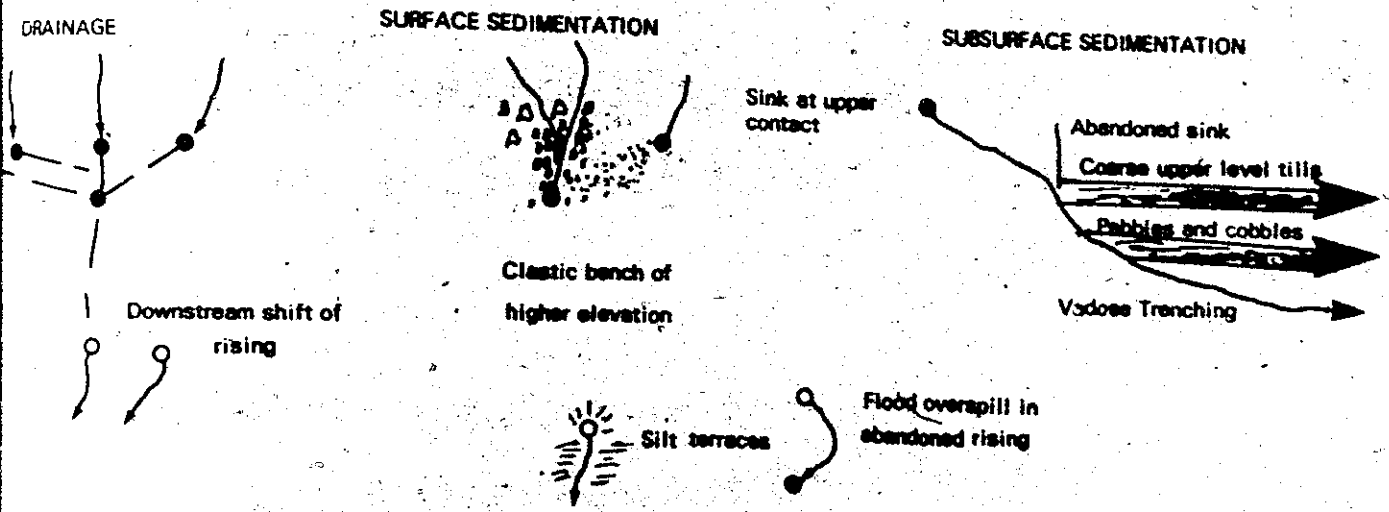 DRAINAGE
Downstream shift of
rising
SURFACE SEDIMENTATION
Clastic bench of
higher elevation
Silt terraces
Flood overspill in
abandoned rising
SUBSURFACE SEDIMENTATION
Sink at upper
contact
Abandoned sink
Coarse upper level tills
Pebbles and cobbles
Vadose Trenching